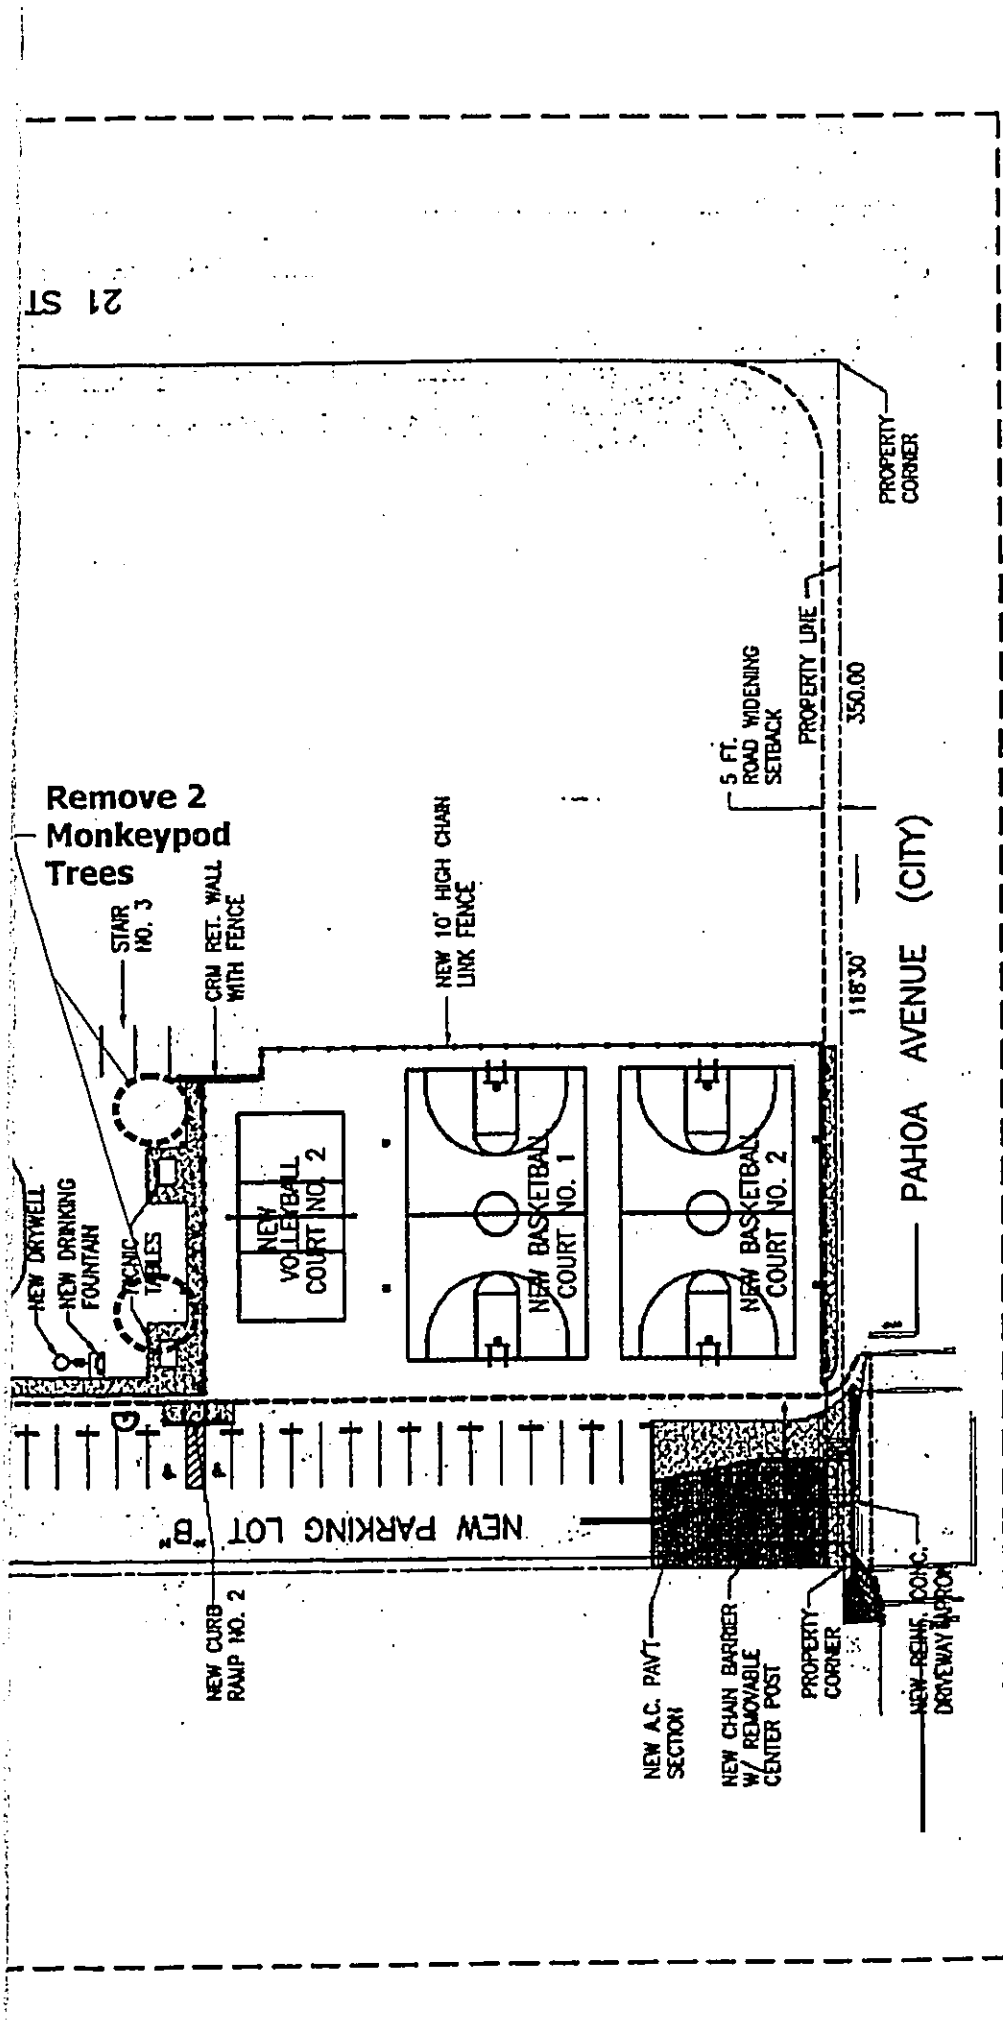 21 ST
Remove 2
Monkeypod
Trees
STAIR
NO. 3
CRM RET. WALL
WITH FENCE
NEW 10' HIGH CHAIN
LINK FENCE
5 FT.
ROAD WIDENING
SETBACK
PROPERTY LINE
350.00
118'30'
PROPERTY
CORNER
PAHOA AVENUE (CITY)
NEW DRYWELL
NEW DRINKING
FOUNTAIN
PICNIC
TABLES
NEW
VOLLEYBALL
COURT NO. 2
NEW BASKETBALL
COURT NO. 1
NEW BASKETBALL
COURT NO. 2
NEW PARKING LOT "B"
NEW CURB
RAMP NO. 2
NEW A.C. PAV'T
SECTION
NEW CHAIN BARRIER
W/ REMOVABLE
CENTER POST
PROPERTY
CORNER
NEW REINF. CONC.
DRIVEWAY APRON